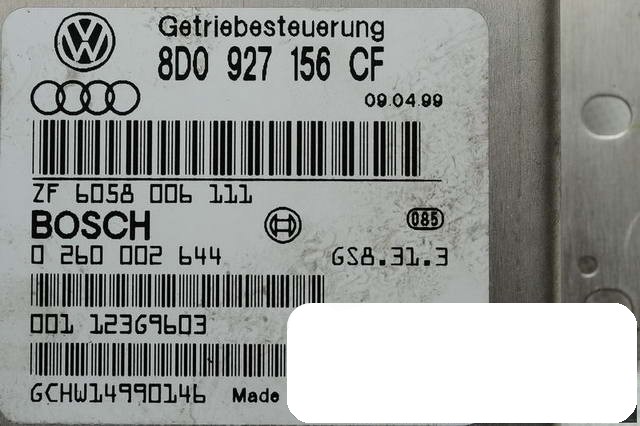 Getriebesteuerung
8D0 927 156 CF
09.04.99
ZF 6058 006 111
BOSCH
085
0 260 002 644 GS8.31.3
001 123G9603
GCHW14990146 Made